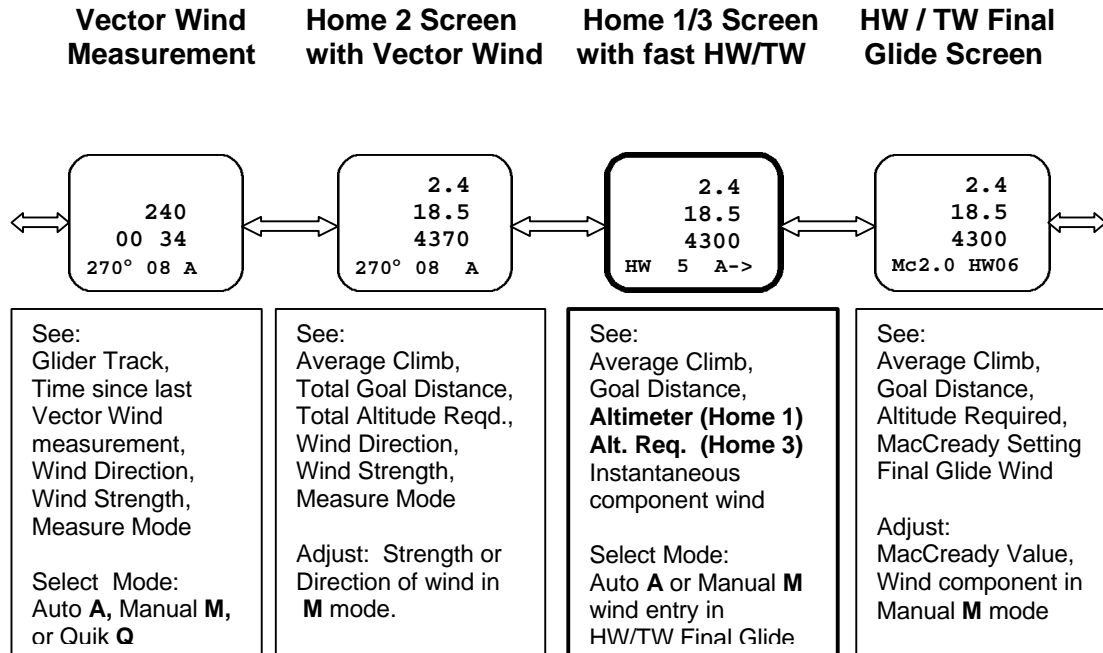 Vector Wind
Measurement
Home 2 Screen
with Vector Wind
Home 1/3 Screen
with fast HW/TW
HW / TW Final
Glide Screen
240
00 34
270° 08 A
2.4
18.5
4370
270° 08 A
2.4
18.5
4300
HW 5 A->
2.4
18.5
4300
Mc2.0 HW06
See:
Glider Track,
Time since last
Vector Wind
measurement,
Wind Direction,
Wind Strength,
Measure Mode
Select Mode:
Auto A, Manual M,
or Quik Q
See:
Average Climb,
Total Goal Distance,
Total Altitude Reqd.,
Wind Direction,
Wind Strength,
Measure Mode
Adjust: Strength or
Direction of wind in
M mode.
See:
Average Climb,
Goal Distance,
Altimeter (Home 1)
Alt. Req. (Home 3)
Instantaneous
component wind
Select Mode:
Auto A or Manual M
wind entry in
HW/TW Final Glide
See:
Average Climb,
Goal Distance,
Altitude Required,
MacCready Setting
Final Glide Wind
Adjust:
MacCready Value,
Wind component in
Manual M mode